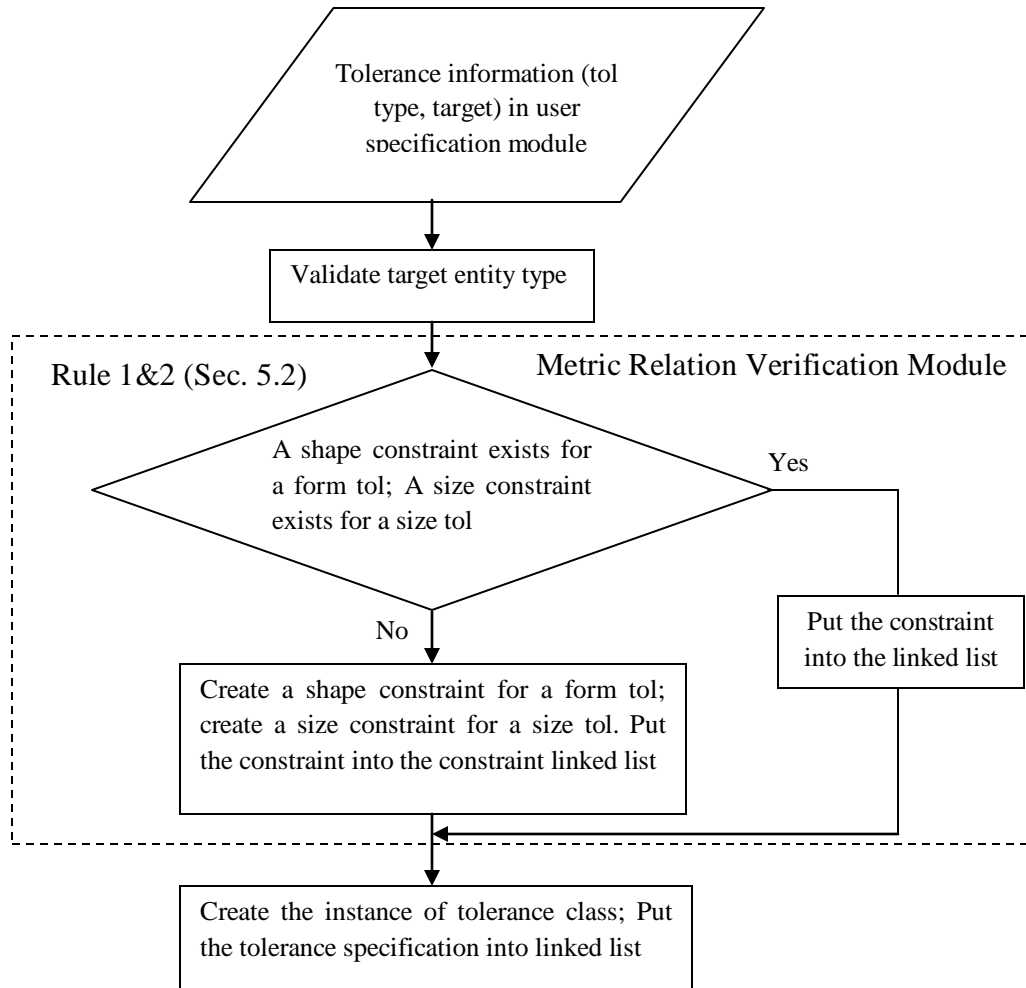 Tolerance information (tol
type, target) in user
specification module
Validate target entity type
Rule 1&2 (Sec. 5.2)
Metric Relation Verification Module
A shape constraint exists for
a form tol; A size constraint
exists for a size tol
Yes
No
Put the constraint
into the linked list
Create a shape constraint for a form tol;
create a size constraint for a size tol. Put
the constraint into the constraint linked list
Create the instance of tolerance class; Put
the tolerance specification into linked list